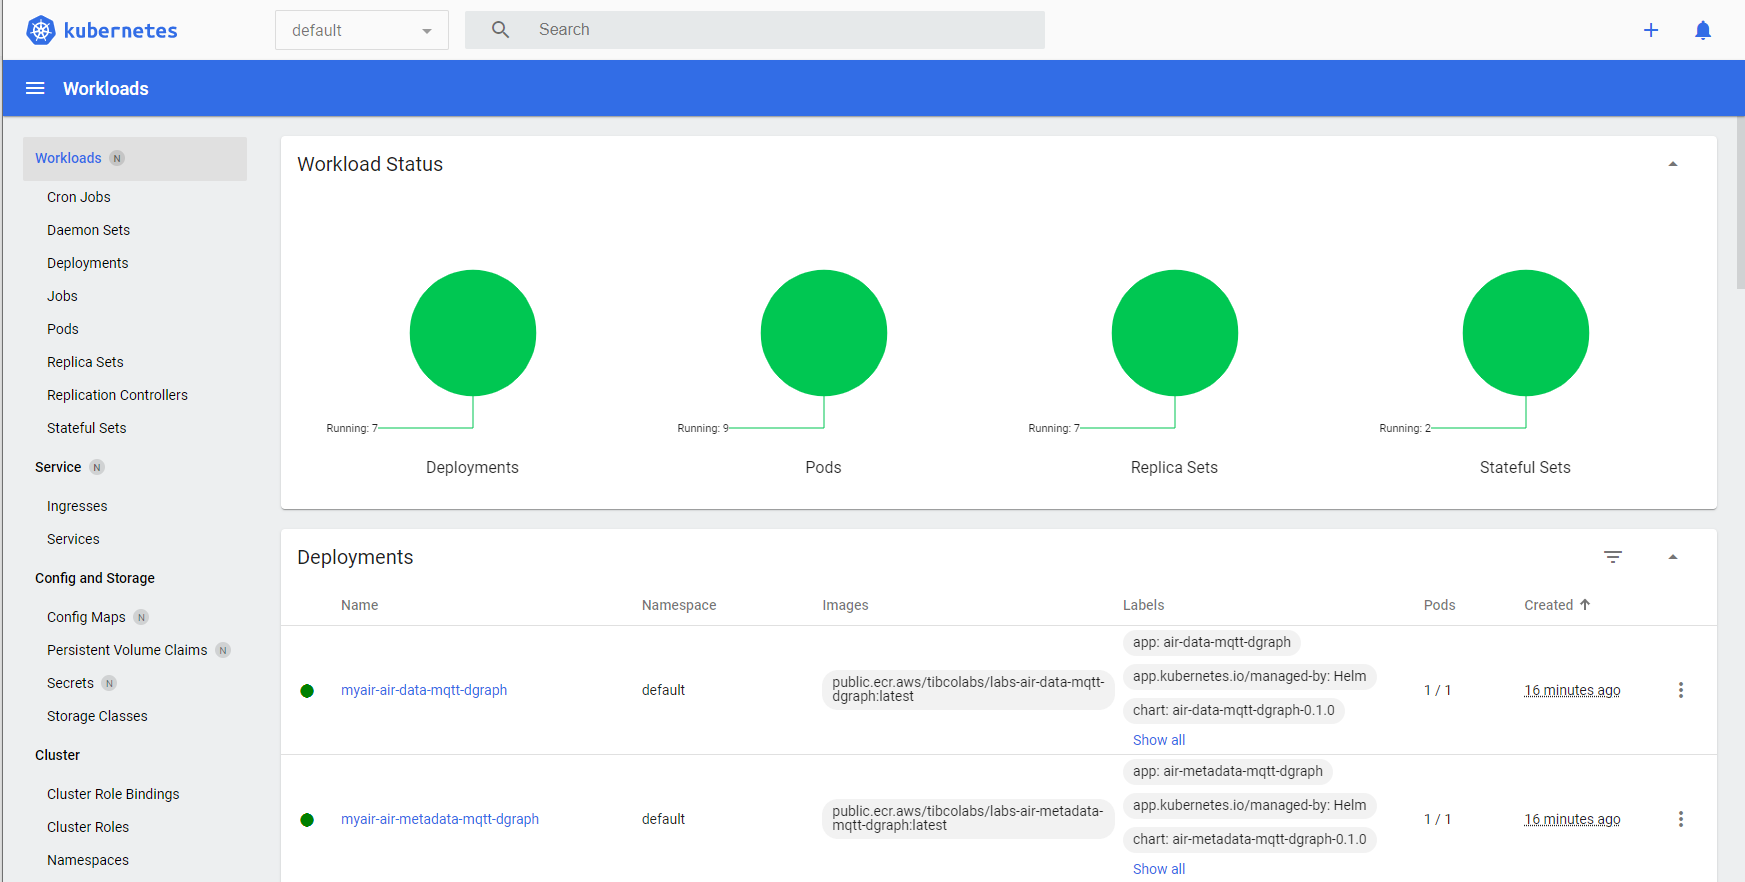 kubernetes
default
Search
Workloads
Workloads N
Cron Jobs
Daemon Sets
Deployments
Jobs
Pods
Replica Sets
Replication Controllers
Stateful Sets
Service N
Ingresses
Services
Config and Storage
Config Maps N
Persistent Volume Claims N
Secrets N
Storage Classes
Cluster
Cluster Role Bindings
Cluster Roles
Namespaces
Workload Status
Running: 7
Deployments
Running: 9
Pods
Running: 7
Replica Sets
Running: 2
Stateful Sets
Deployments
Name Namespace Images Labels Pods Created
myair-air-data-mqtt-dgraph
default
public.ecr.aws/tibcolabs/labs-air-data-mqtt-
dgraph:latest
app: air-data-mqtt-dgraph
app.kubernetes.io/managed-by: Helm
chart: air-data-mqtt-dgraph-0.1.0
Show all
1 / 1
16 minutes ago
myair-air-metadata-mqtt-dgraph
default
public.ecr.aws/tibcolabs/labs-air-metadata-
mqtt-dgraph:latest
app: air-metadata-mqtt-dgraph
app.kubernetes.io/managed-by: Helm
chart: air-metadata-mqtt-dgraph-0.1.0
Show all
1 / 1
16 minutes ago